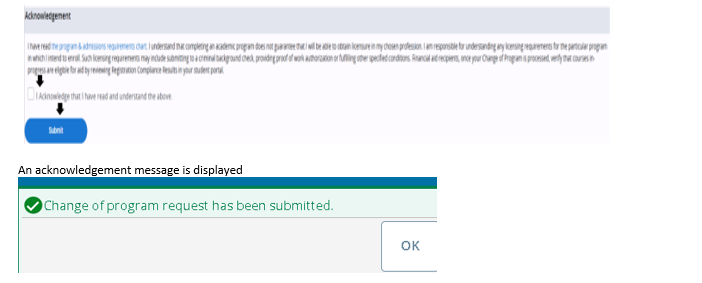 Acknowledgement
I have read the program & admissions requirements chart. I understand that completing an academic program does not guarantee that I will be able to obtain licensure in my chosen profession. I am responsible for understanding any licensing requirements for the particular program
in which I intend to enroll. Such licensing requirements may include submitting to a criminal background check, providing proof of work authorization or fulfilling other specified conditions. Financial aid recipients, once your Change of Program is processed, verify that courses in
progress are eligible for aid by reviewing Registration Compliance Results in your student portal.
I Acknowledge that I have read and understand the above.
Submit
An acknowledgement message is displayed
Change of program request has been submitted.
OK